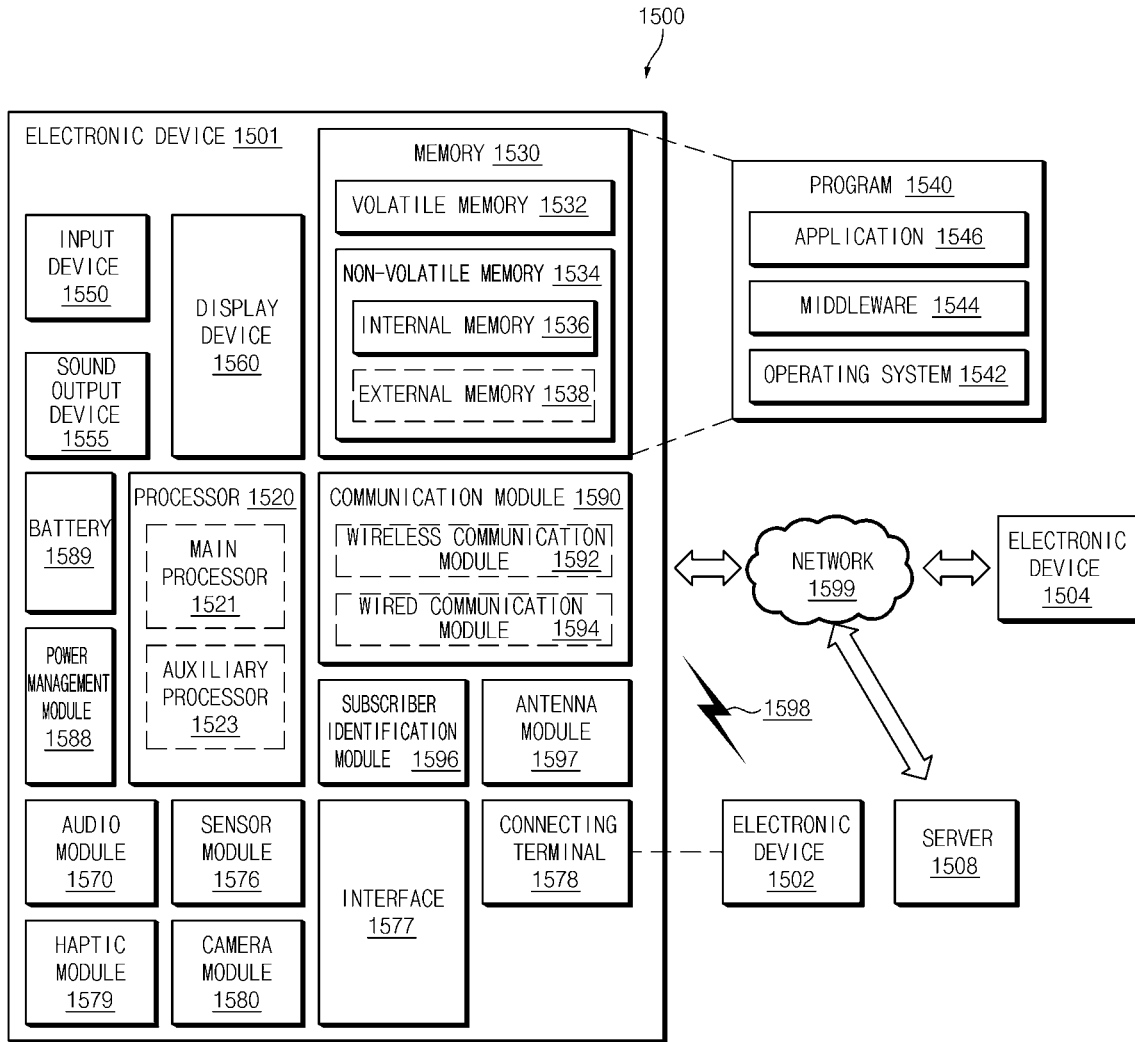 1500
ELECTRONIC DEVICE 1501
MEMORY 1530
VOLATILE MEMORY 1532
NON-VOLATILE MEMORY 1534
INTERNAL MEMORY 1536
EXTERNAL MEMORY 1538
PROGRAM 1540
APPLICATION 1546
MIDDLEWARE 1544
OPERATING SYSTEM 1542
INPUT
DEVICE
1550
DISPLAY
DEVICE
1560
SOUND
OUTPUT
DEVICE
1555
BATTERY
1589
PROCESSOR 1520
MAIN
PROCESSOR
1521
AUXILIARY
PROCESSOR
1523
COMMUNICATION MODULE 1590
WIRELESS COMMUNICATION
MODULE 1592
WIRED COMMUNICATION
MODULE 1594
NETWORK
1599
ELECTRONIC
DEVICE
1504
POWER
MANAGEMENT
MODULE
1588
SUBSCRIBER
IDENTIFICATION
MODULE 1596
ANTENNA
MODULE
1597
1598
AUDIO
MODULE
1570
SENSOR
MODULE
1576
INTERFACE
1577
CONNECTING
TERMINAL
1578
ELECTRONIC
DEVICE
1502
SERVER
1508
HAPTIC
MODULE
1579
CAMERA
MODULE
1580